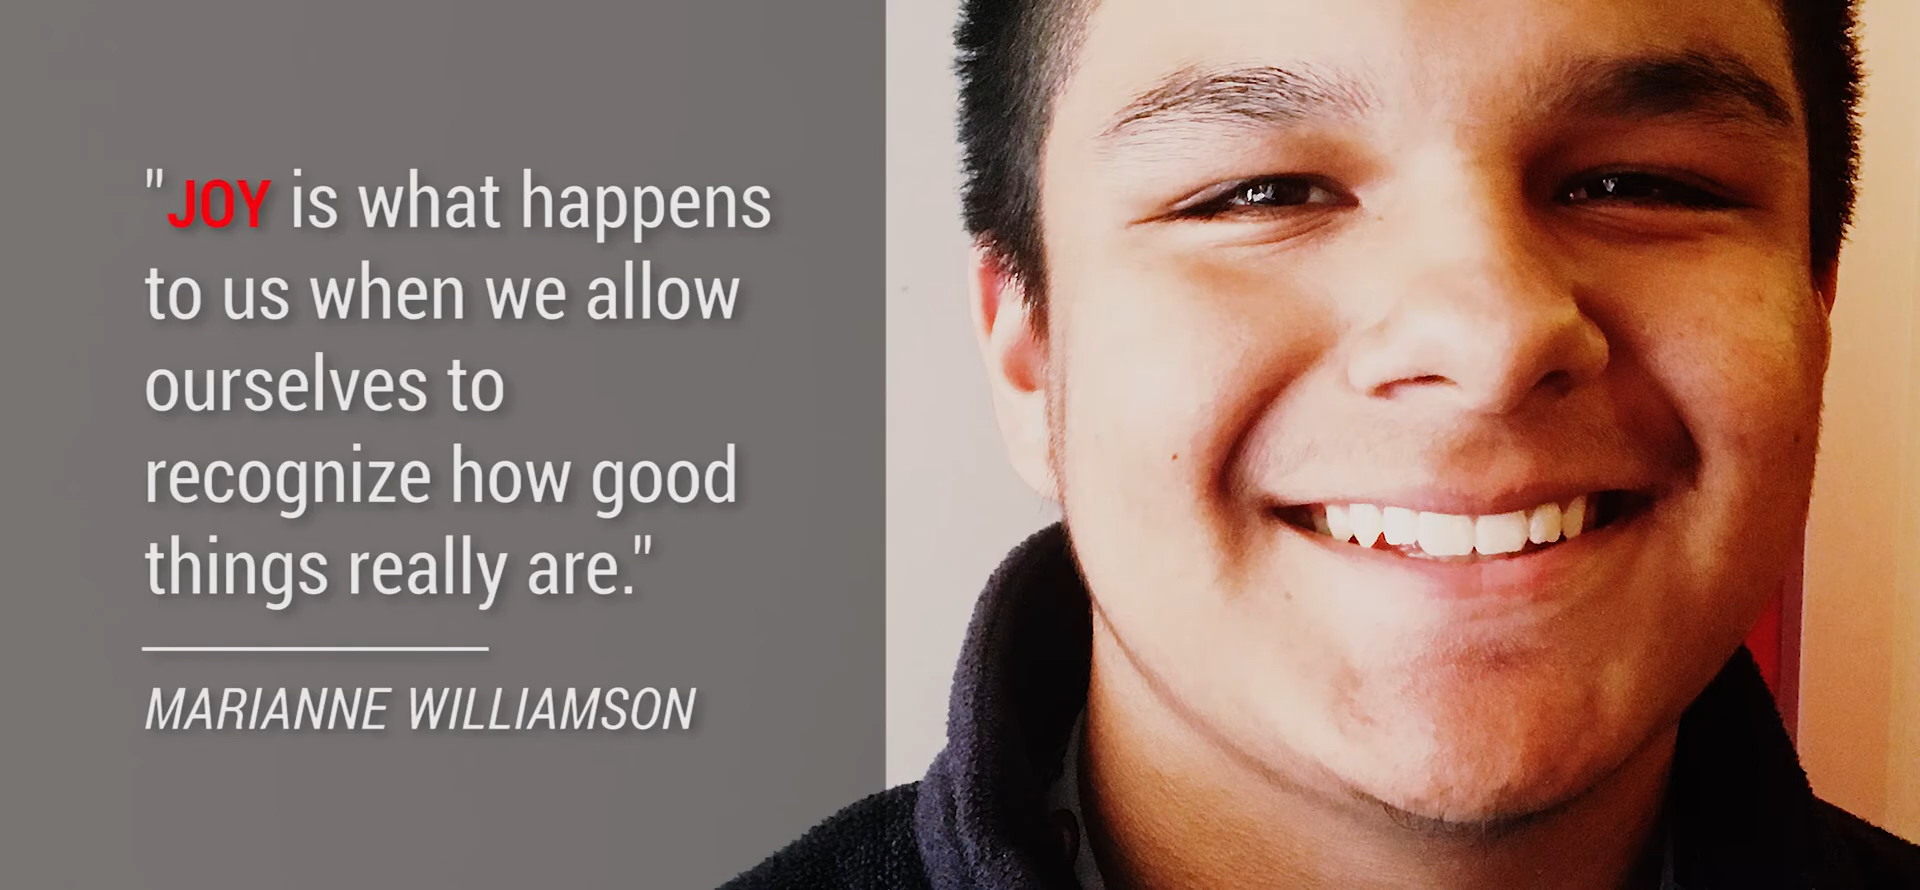 "JOY is what happens
to us when we allow
ourselves to
recognize how good
things really are."
MARIANNE WILLIAMSON